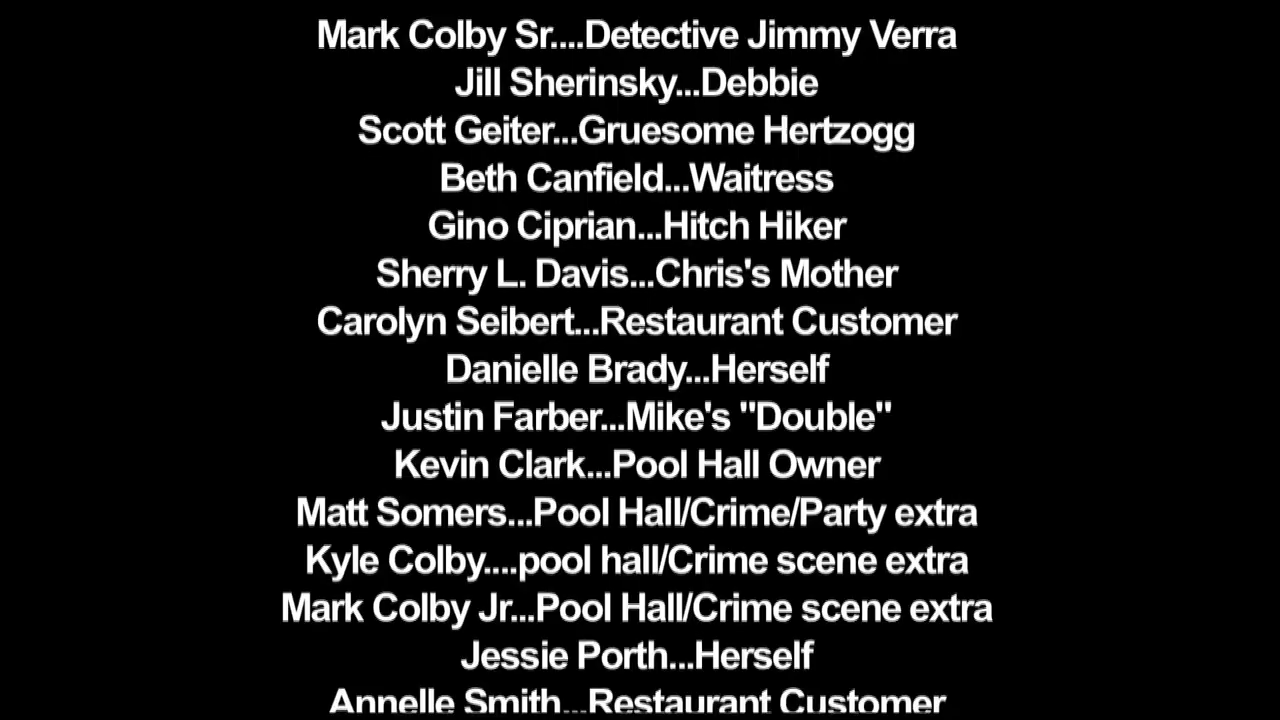 Mark Colby Sr....Detective Jimmy Verra
Jill Sherinsky...Debbie
Scott Geiter...Gruesome Hertzogg
Beth Canfield...Waitress
Gino Ciprian...Hitch Hiker
Sherry L. Davis...Chris's Mother
Carolyn Seibert...Restaurant Customer
Danielle Brady...Herself
Justin Farber...Mike's "Double"
Kevin Clark...Pool Hall Owner
Matt Somers...Pool Hall/Crime/Party extra
Kyle Colby....pool hall/Crime scene extra
Mark Colby Jr...Pool Hall/Crime scene extra
Jessie Porth...Herself
Annelle Smith...Restaurant Customer